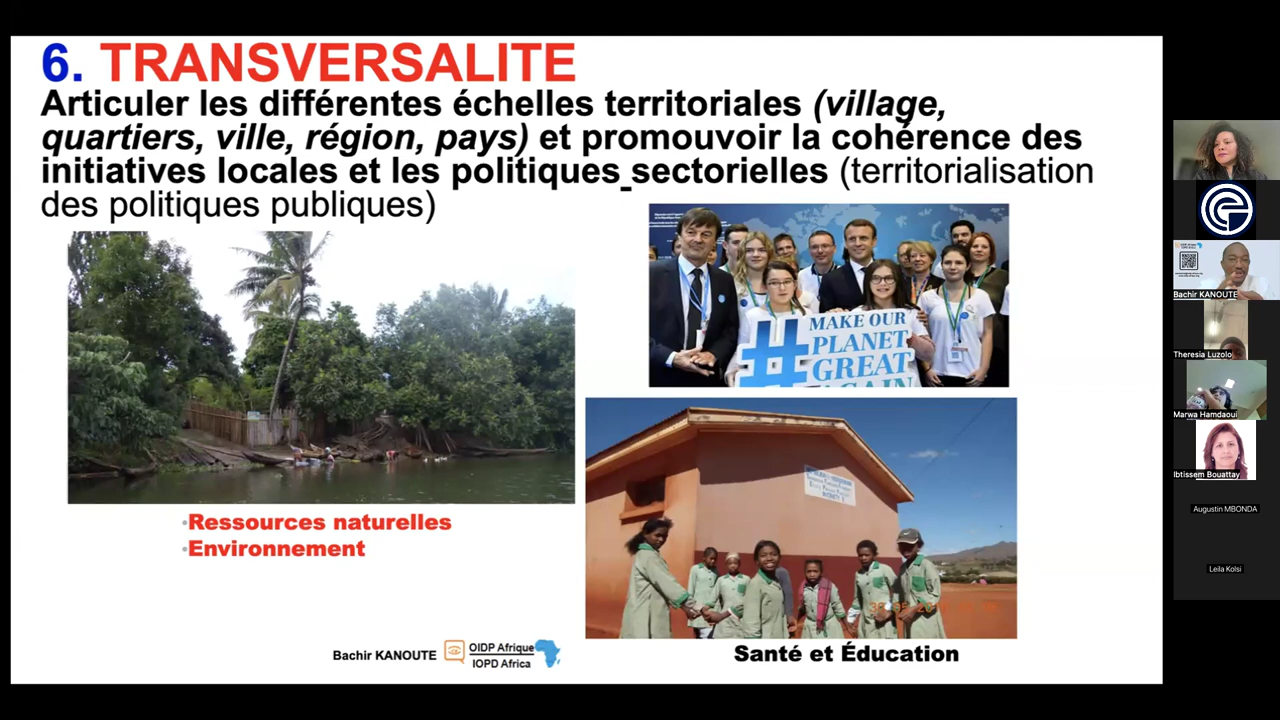 6. TRANSVERSALITE
Articuler les différentes échelles territoriales (village,
quartiers, ville, région, pays) et promouvoir la cohérence des
initiatives locales et les politiques sectorielles (territorialisation
des politiques publiques)
#MAKE OUR
PLANET
GREAT
AGAIN
•Ressources naturelles
•Environnement
Santé et Éducation
Bachir KANOUTE
OIDP Afrique
IOPD Africa
Bachir KANOUTE
Theresia Luzolo
Marwa Hamdaoui
Ibtissem Bouattay
Augustin MBONDA
Leila Kolsi